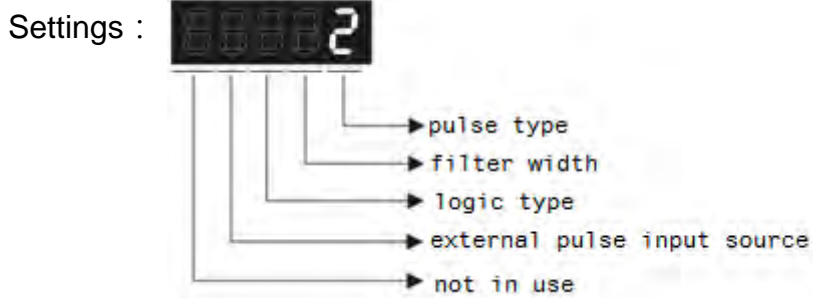 Settings：
2
pulse type
filter width
logic type
external pulse input source
not in use